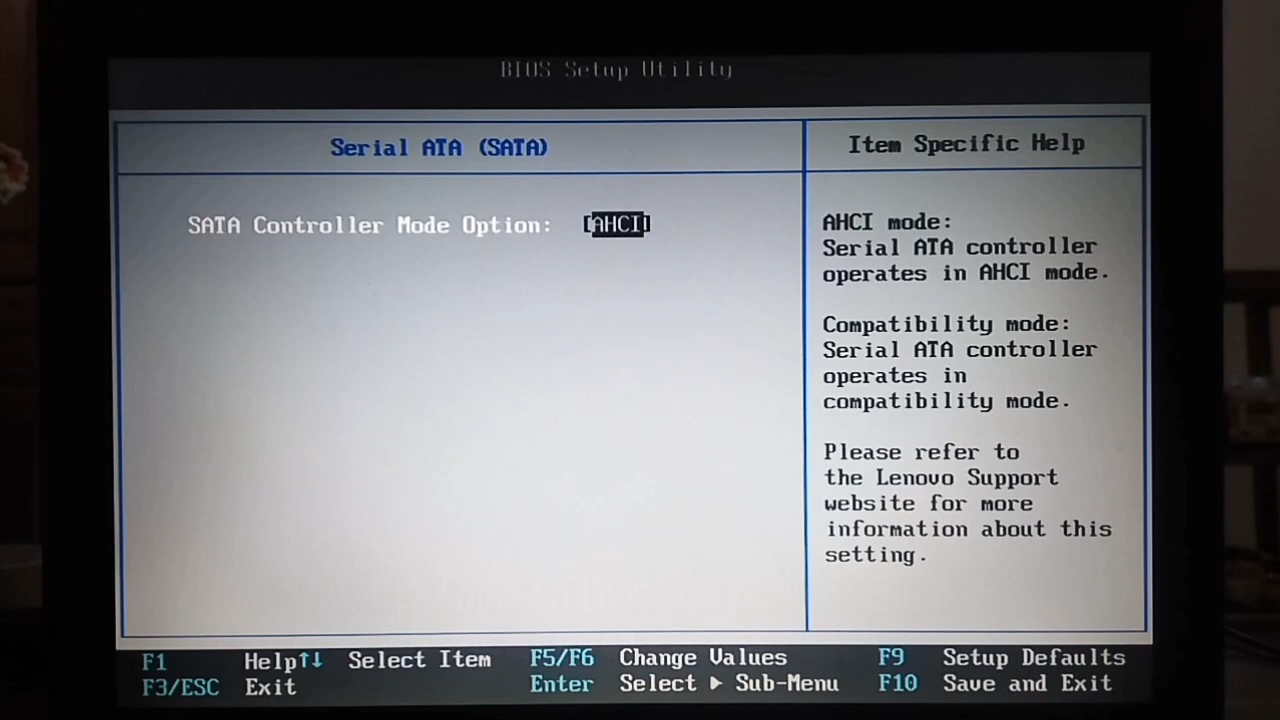 BIOS Setup Utility
Serial ATA (SATA)
SATA Controller Mode Option: [AHCI]
Item Specific Help
AHCI mode:
Serial ATA controller
operates in AHCI mode.
Compatibility mode:
Serial ATA controller
operates in
compatibility mode.
Please refer to
the Lenovo Support
website for more
information about this
setting.
F1 Help↑↓ Select Item F5/F6 Change Values F9 Setup Defaults
F3/ESC Exit Enter Select ▶ Sub-Menu F10 Save and Exit